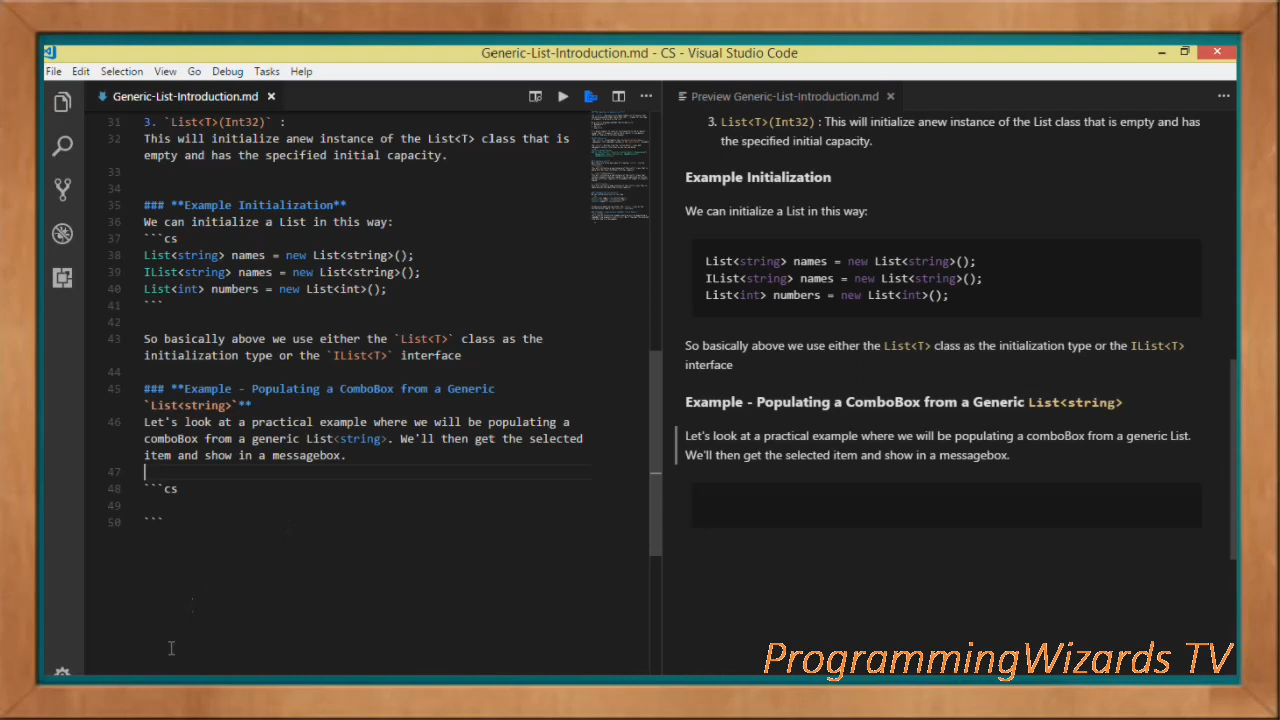 Generic-List-Introduction.md - CS - Visual Studio Code
File Edit Selection View Go Debug Tasks Help
Generic-List-Introduction.md
31 3. `List<T>(Int32)` :
32 This will initialize anew instance of the List<T> class that is
empty and has the specified initial capacity.
33
34
35 ### **Example Initialization**
36 We can initialize a List in this way:
37 ```cs
38 List<string> names = new List<string>();
39 IList<string> names = new List<string>();
40 List<int> numbers = new List<int>();
41 ```
42
43 So basically above we use either the `List<T>` class as the
initialization type or the `IList<T>` interface
44
45 ### **Example - Populating a ComboBox from a Generic
`List<string>`**
46 Let's look at a practical example where we will be populating a
comboBox from a generic List<string>. We'll then get the selected
item and show in a messagebox.
47
48 ```cs
49
50 ```
Preview Generic-List-Introduction.md
3. List<T>(Int32) : This will initialize anew instance of the List class that is empty and has
the specified initial capacity.
Example Initialization
We can initialize a List in this way:
List<string> names = new List<string>();
IList<string> names = new List<string>();
List<int> numbers = new List<int>();
So basically above we use either the List<T> class as the initialization type or the IList<T>
interface
Example - Populating a ComboBox from a Generic List<string>
Let's look at a practical example where we will be populating a comboBox from a generic List.
We'll then get the selected item and show in a messagebox.
ProgrammingWizards TV